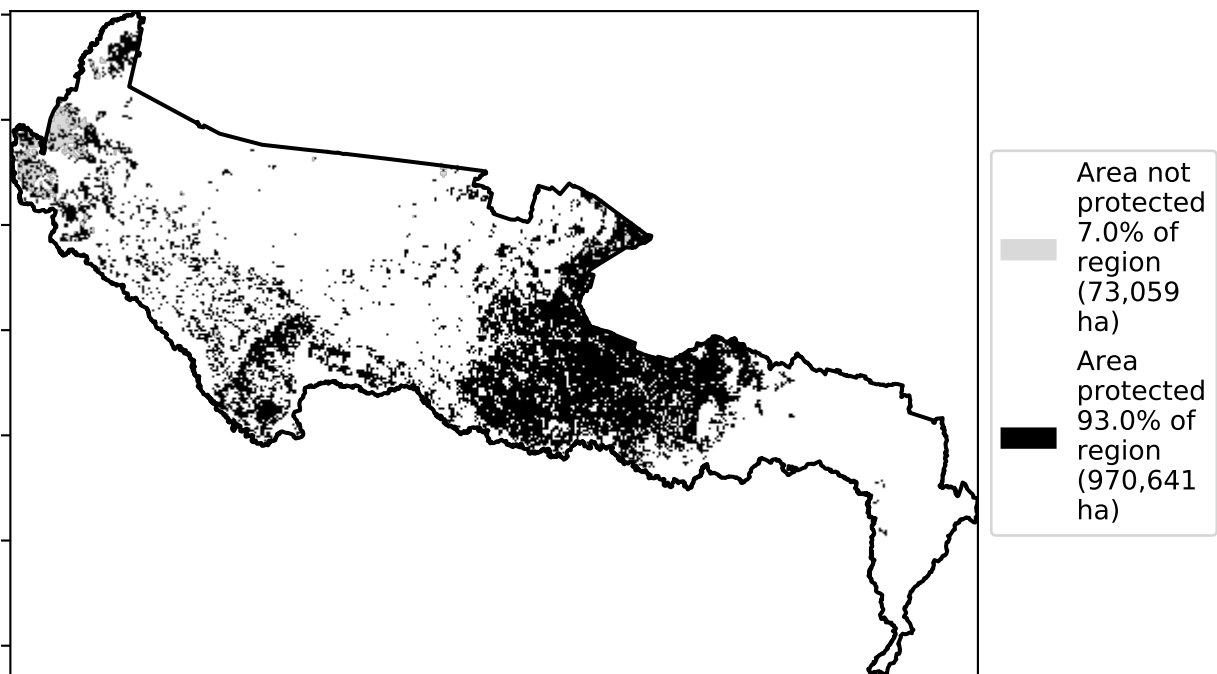 Area not
protected
7.0% of
region
(73,059
ha)
Area
protected
93.0% of
region
(970,641
ha)